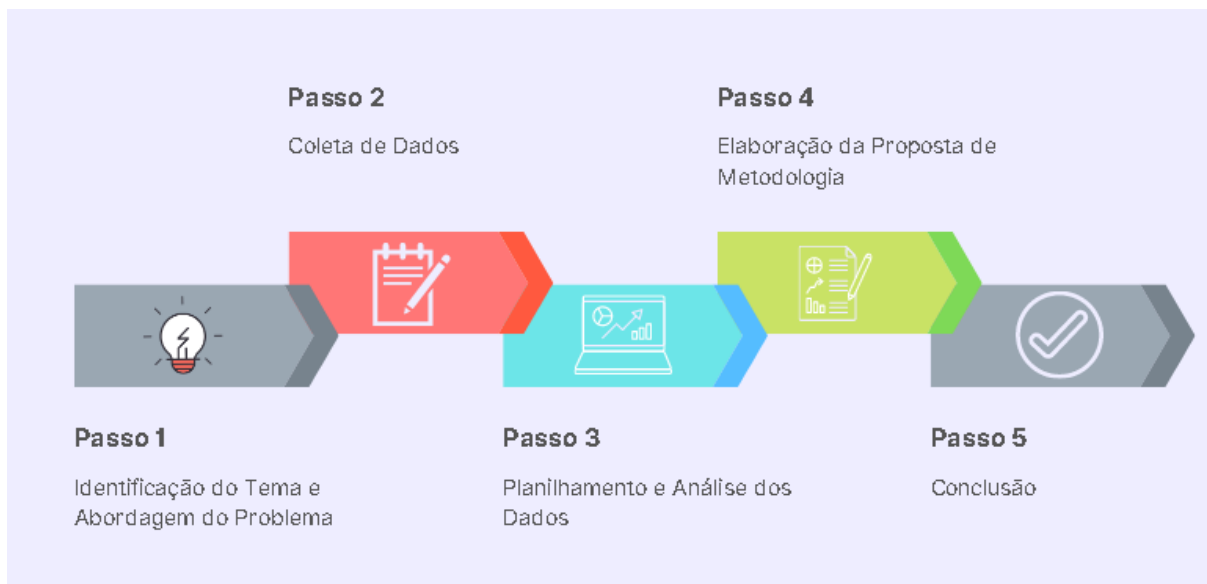 Passo 1
Identificação do Tema e
Abordagem do Problema
Passo 2
Coleta de Dados
Passo 3
Planilhamento e Análise dos
Dados
Passo 4
Elaboração da Proposta de
Metodologia
Passo 5
Conclusão